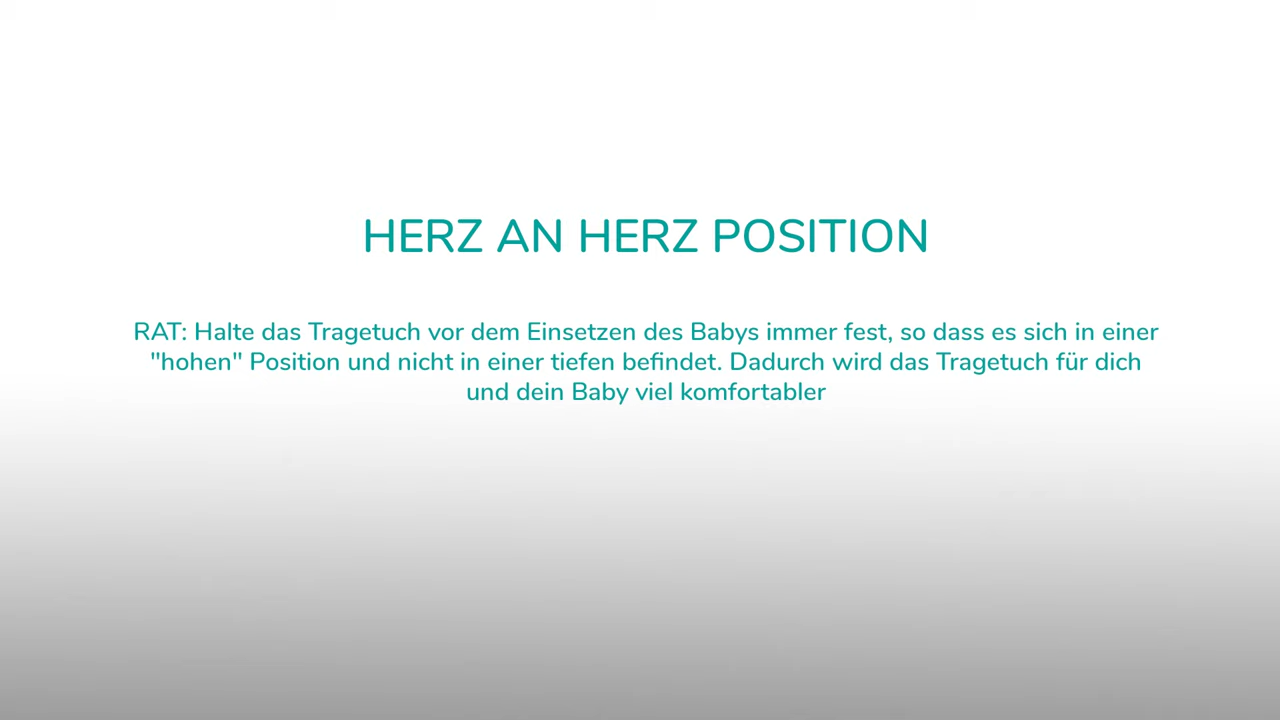 HERZ AN HERZ POSITION
RAT: Halte das Tragetuch vor dem Einsetzen des Babys immer fest, so dass es sich in einer
"hohen" Position und nicht in einer tiefen befindet. Dadurch wird das Tragetuch für dich
und dein Baby viel komfortabler